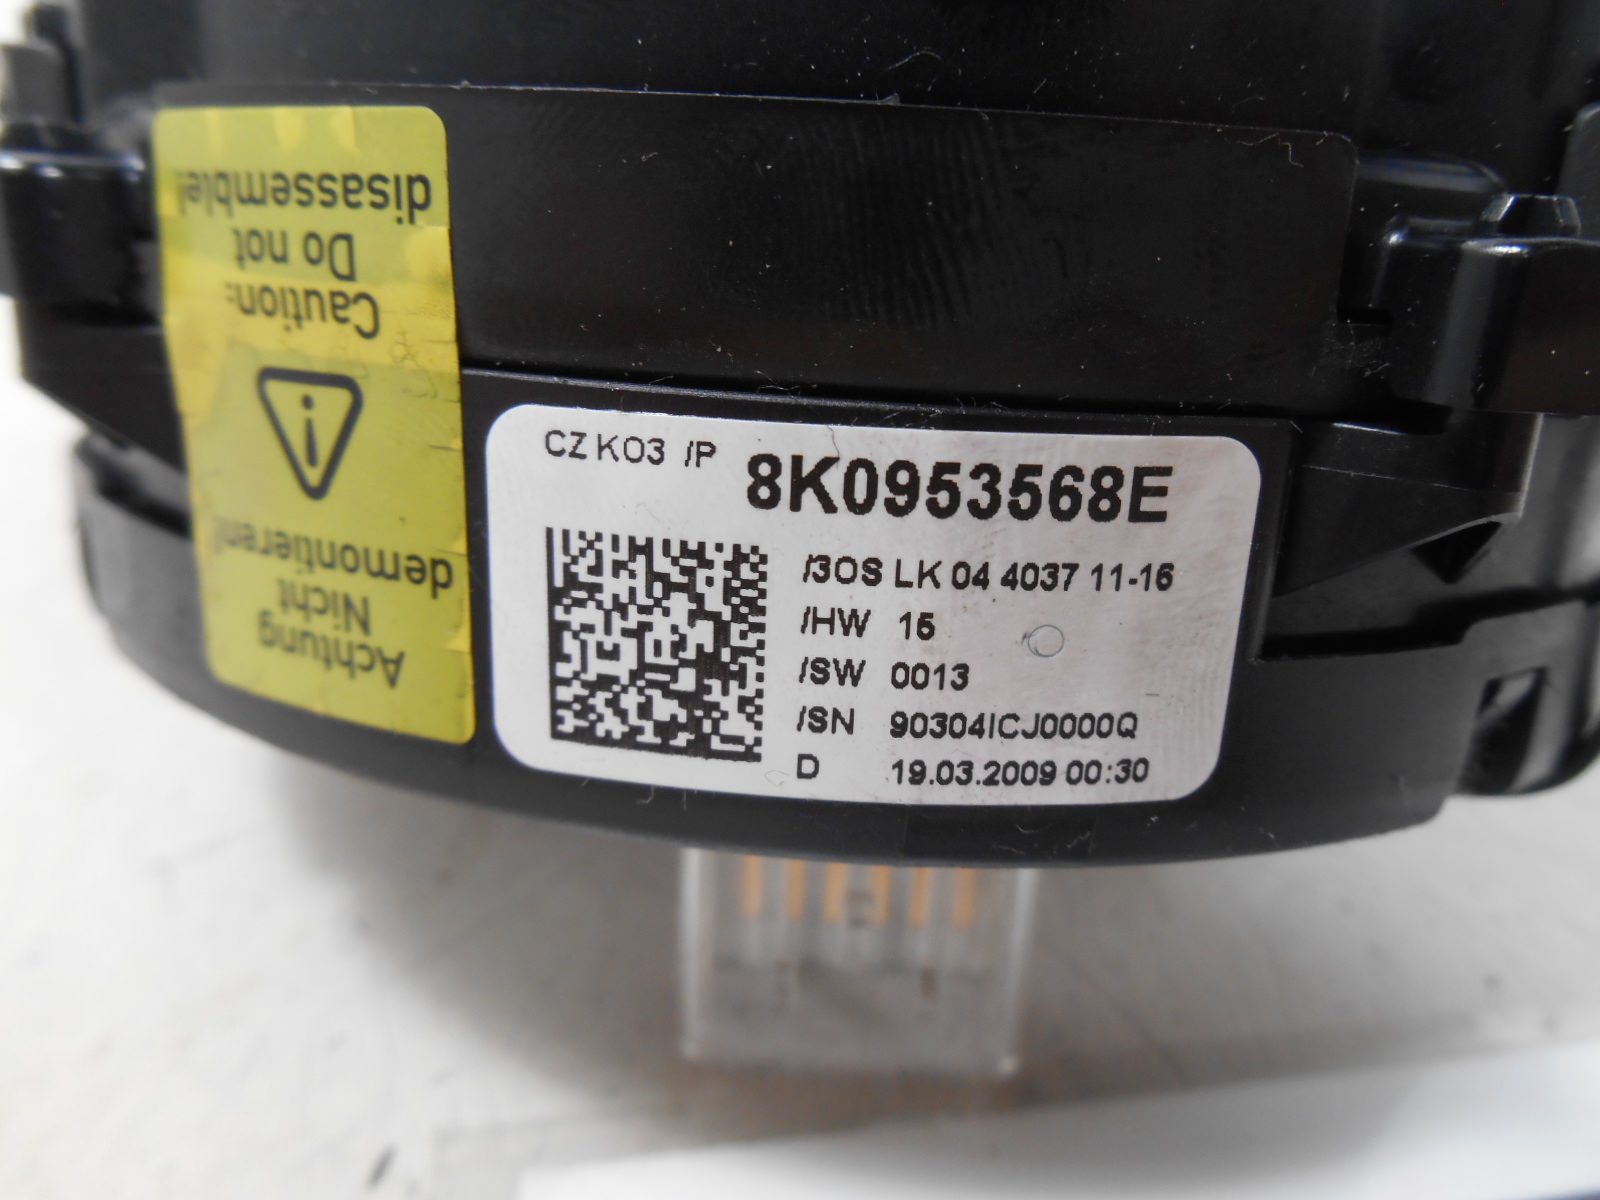 CZ KO3 /P 8K0953568E
/3OS LK 04 4037 11-16
/HW 15
/SW 0013
/SN 90304ICJ0000Q
D 19.03.2009 00:30
Achtung
Nicht
demontieren!
i
Caution:
Do not
disassemble!